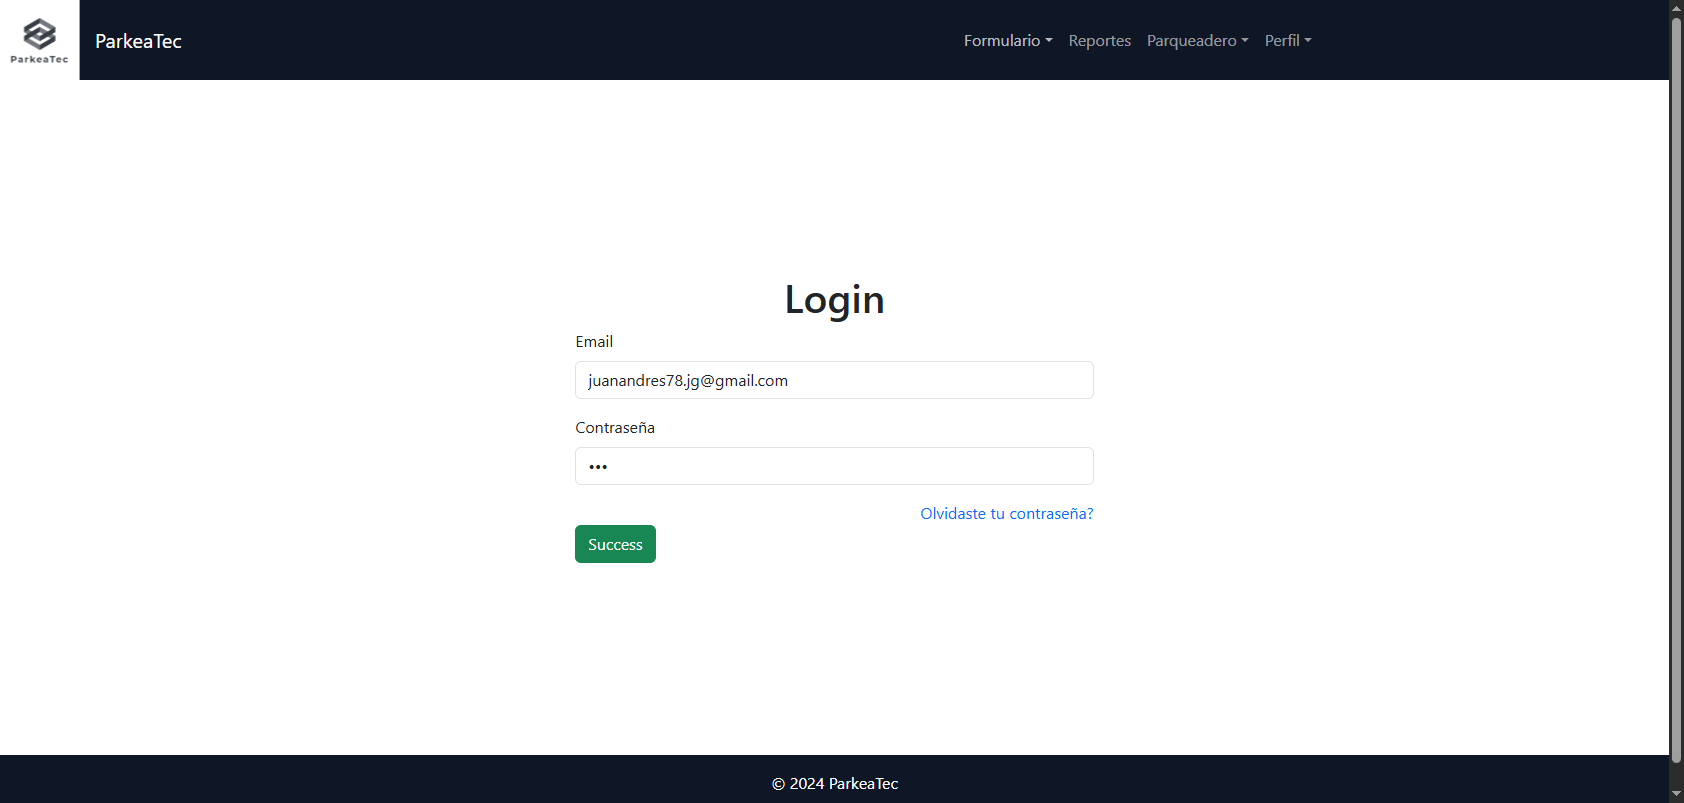 ParkeaTec
ParkeaTec
Formulario
Reportes
Parqueadero
Perfil
Login
Email
juanandres78.jg@gmail.com
Contraseña
•••
Olvidaste tu contraseña?
Success
© 2024 ParkeaTec